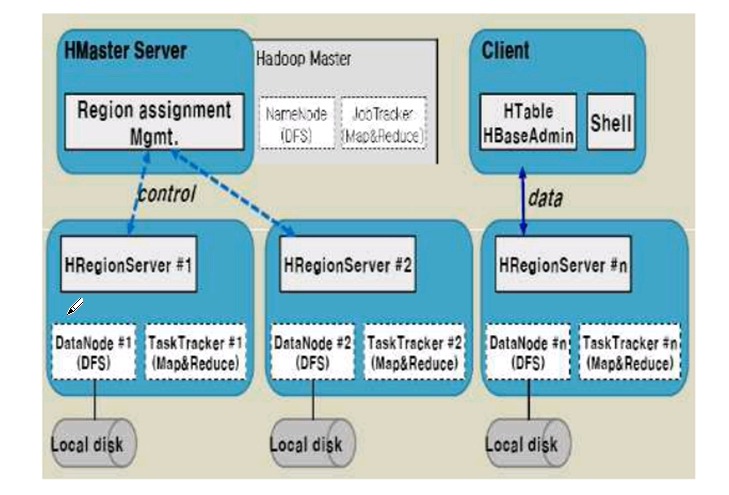 HMaster Server
Hadoop Master
Client
Region assignment
Mgmt.
NameNode
(DFS)
JobTracker
(Map&Reduce)
HTable
HBaseAdmin
Shell
control
data
HRegionServer #1
HRegionServer #2
HRegionServer #n
DataNode #1
(DFS)
TaskTracker #1
(Map&Reduce)
DataNode #2
(DFS)
TaskTracker #2
(Map&Reduce)
DataNode #n
(DFS)
TaskTracker #n
(Map&Reduce)
Local disk
Local disk
Local disk